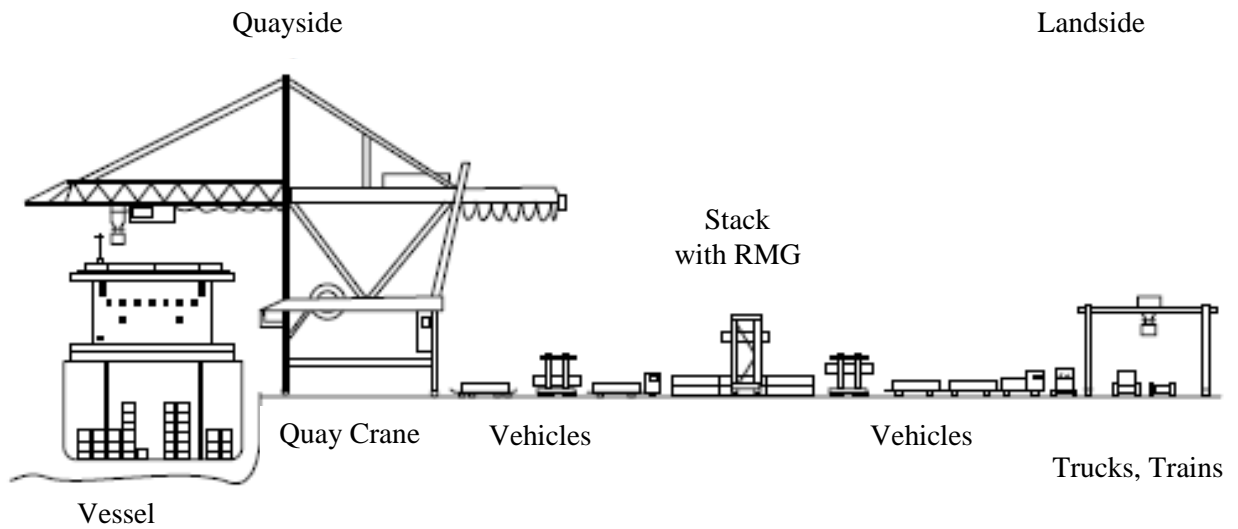 Quayside
Landside
Stack
with RMG
Quay Crane
Vehicles
Vehicles
Trucks, Trains
Vessel